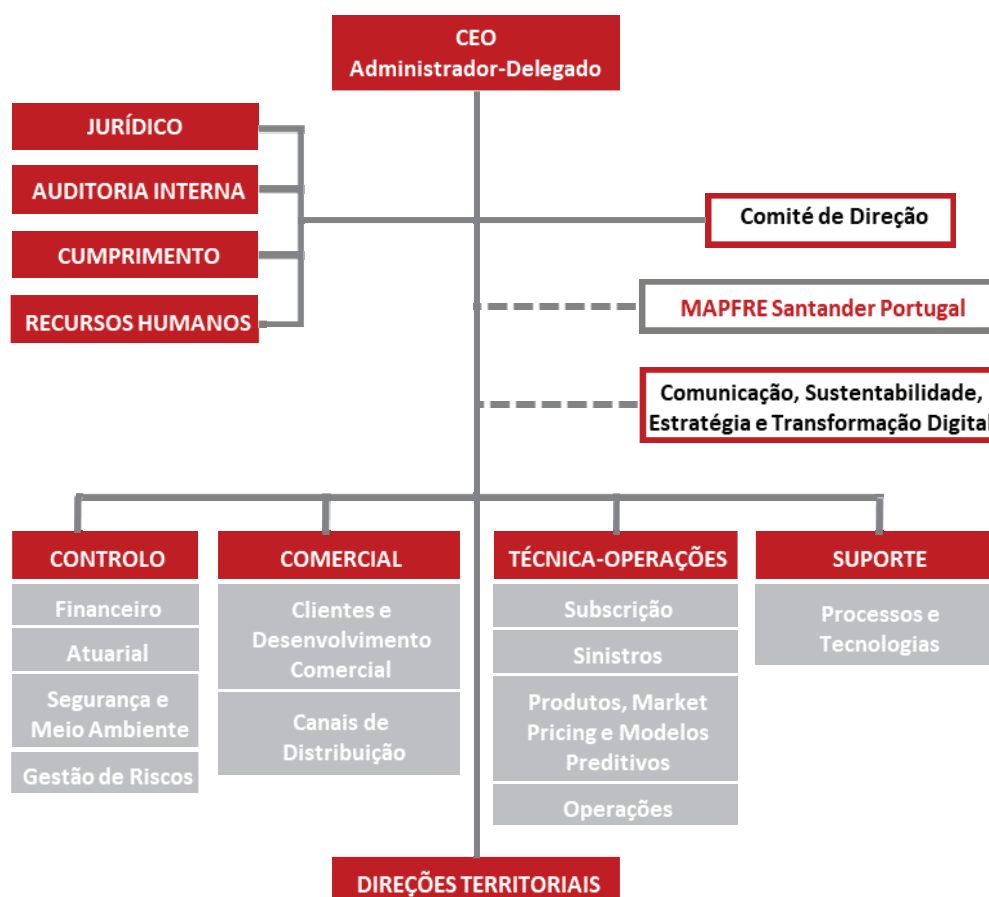 CEO
Administrador-Delegado
JURÍDICO
AUDITORIA INTERNA
CUMPRIMENTO
RECURSOS HUMANOS
Comité de Direção
MAPFRE Santander Portugal
Comunicação, Sustentabilidade,
Estratégia e Transformação Digital
CONTROLO
Financeiro
Atuarial
Segurança e
Meio Ambiente
Gestão de Riscos
COMERCIAL
Clientes e
Desenvolvimento
Comercial
Canais de
Distribuição
TÉCNICA-OPERAÇÕES
Subscrição
Sinistros
Produtos, Market
Pricing e Modelos
Preditivos
Operações
SUPORTE
Processos e
Tecnologias
DIREÇÕES TERRITORIAIS